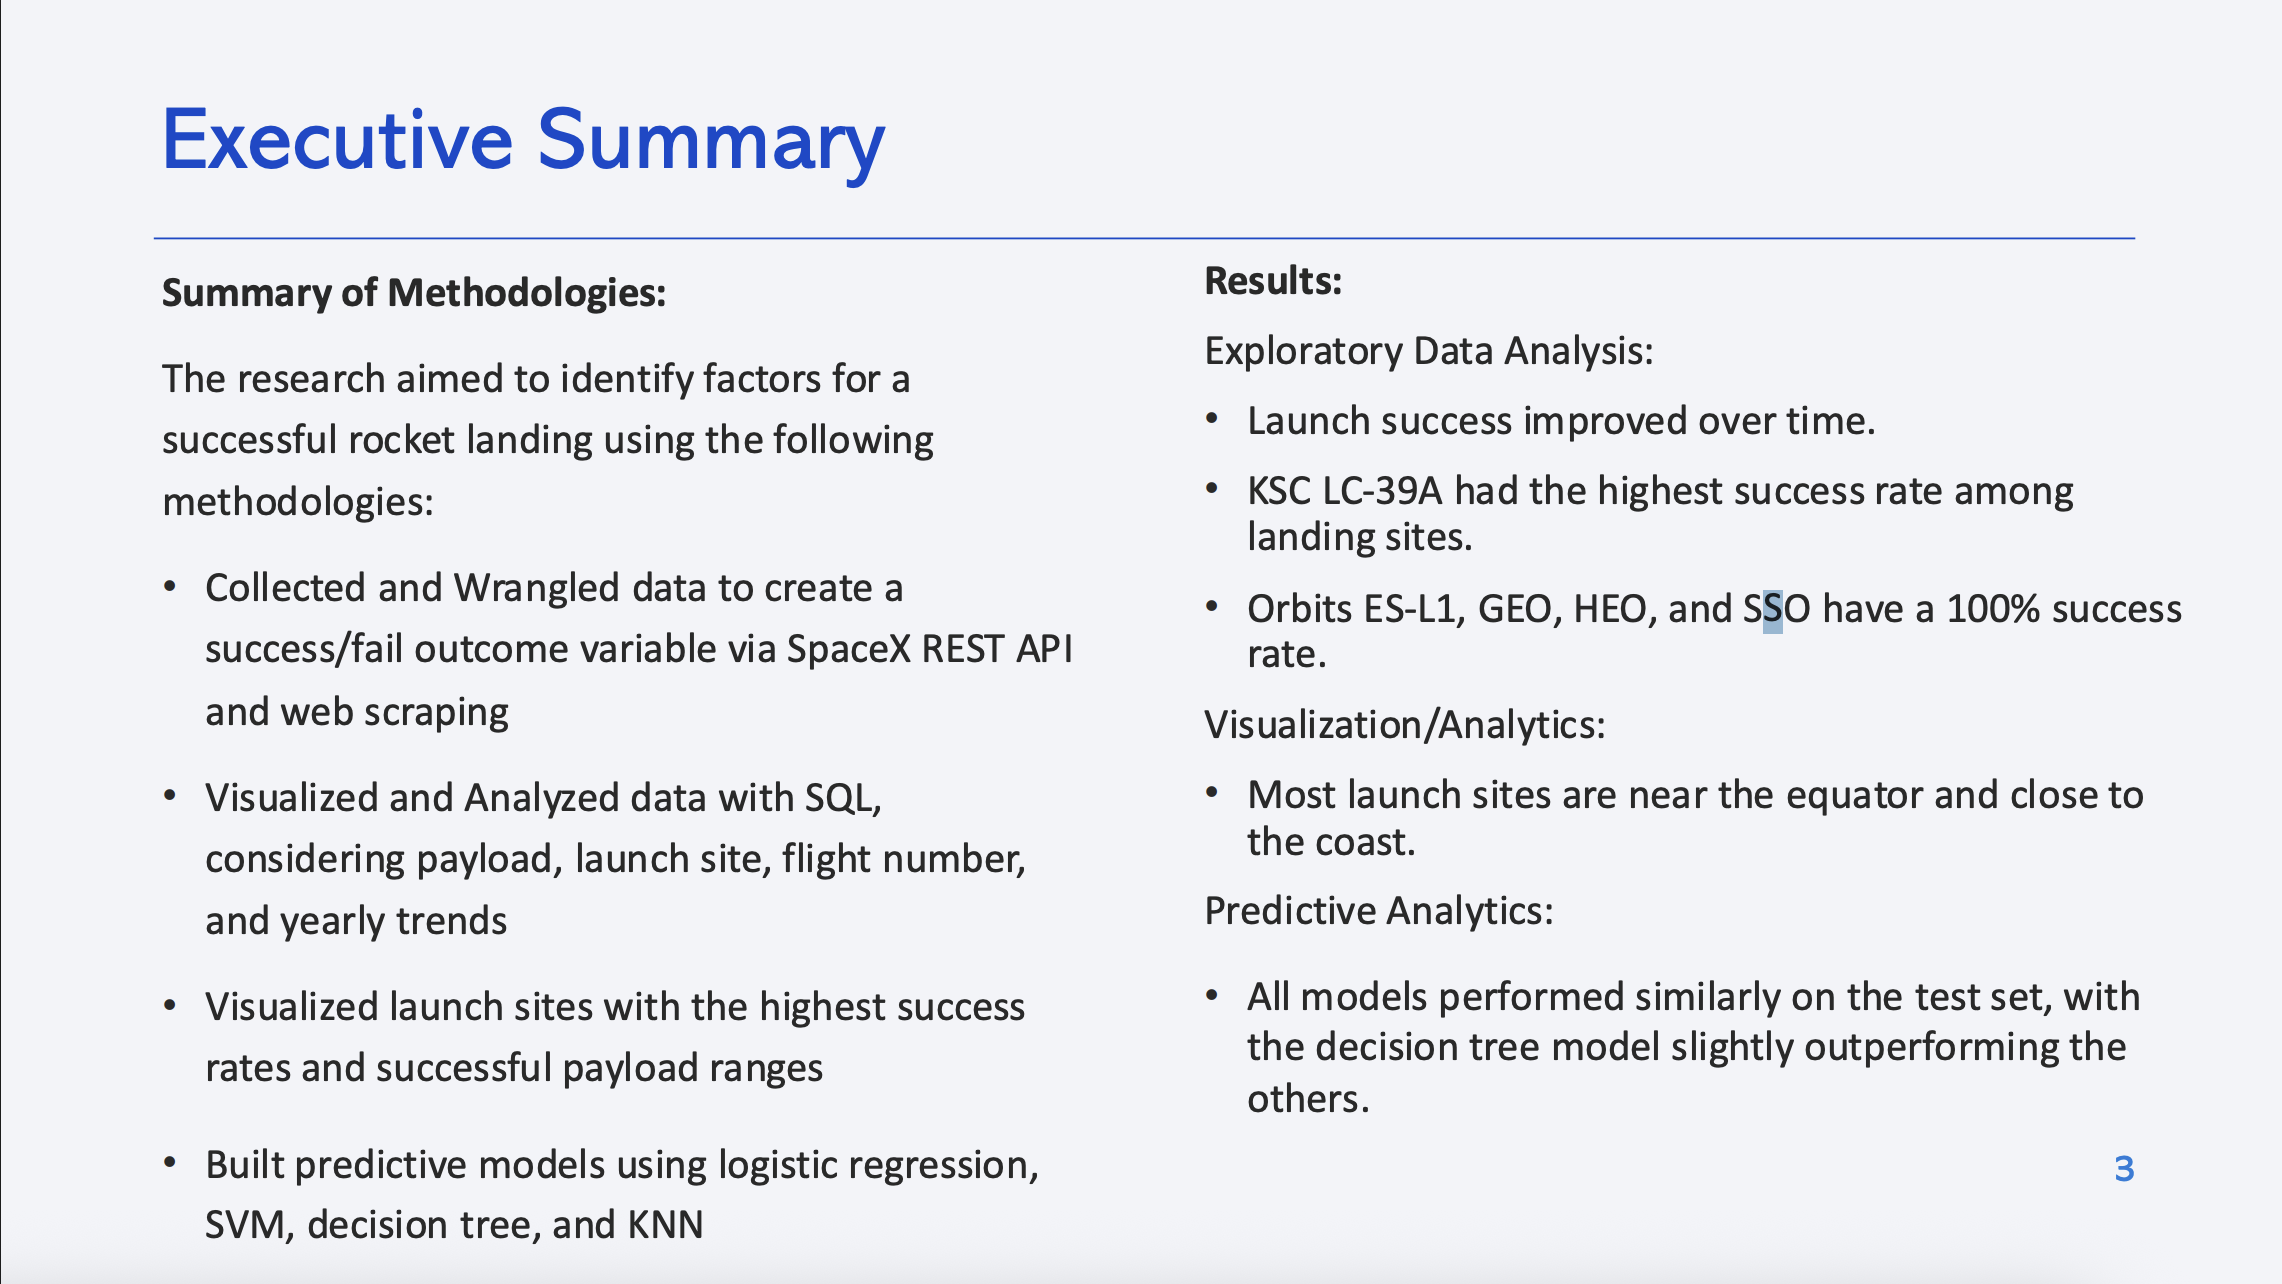 Executive Summary
Summary of Methodologies:
The research aimed to identify factors for a
successful rocket landing using the following
methodologies:
• Collected and Wrangled data to create a
success/fail outcome variable via SpaceX REST API
and web scraping
• Visualized and Analyzed data with SQL,
considering payload, launch site, flight number,
and yearly trends
• Visualized launch sites with the highest success
rates and successful payload ranges
• Built predictive models using logistic regression,
SVM, decision tree, and KNN
Results:
Exploratory Data Analysis:
• Launch success improved over time.
• KSC LC-39A had the highest success rate among
landing sites.
• Orbits ES-L1, GEO, HEO, and SSO have a 100% success
rate.
Visualization/Analytics:
• Most launch sites are near the equator and close to
the coast.
Predictive Analytics:
• All models performed similarly on the test set, with
the decision tree model slightly outperforming the
others.
3